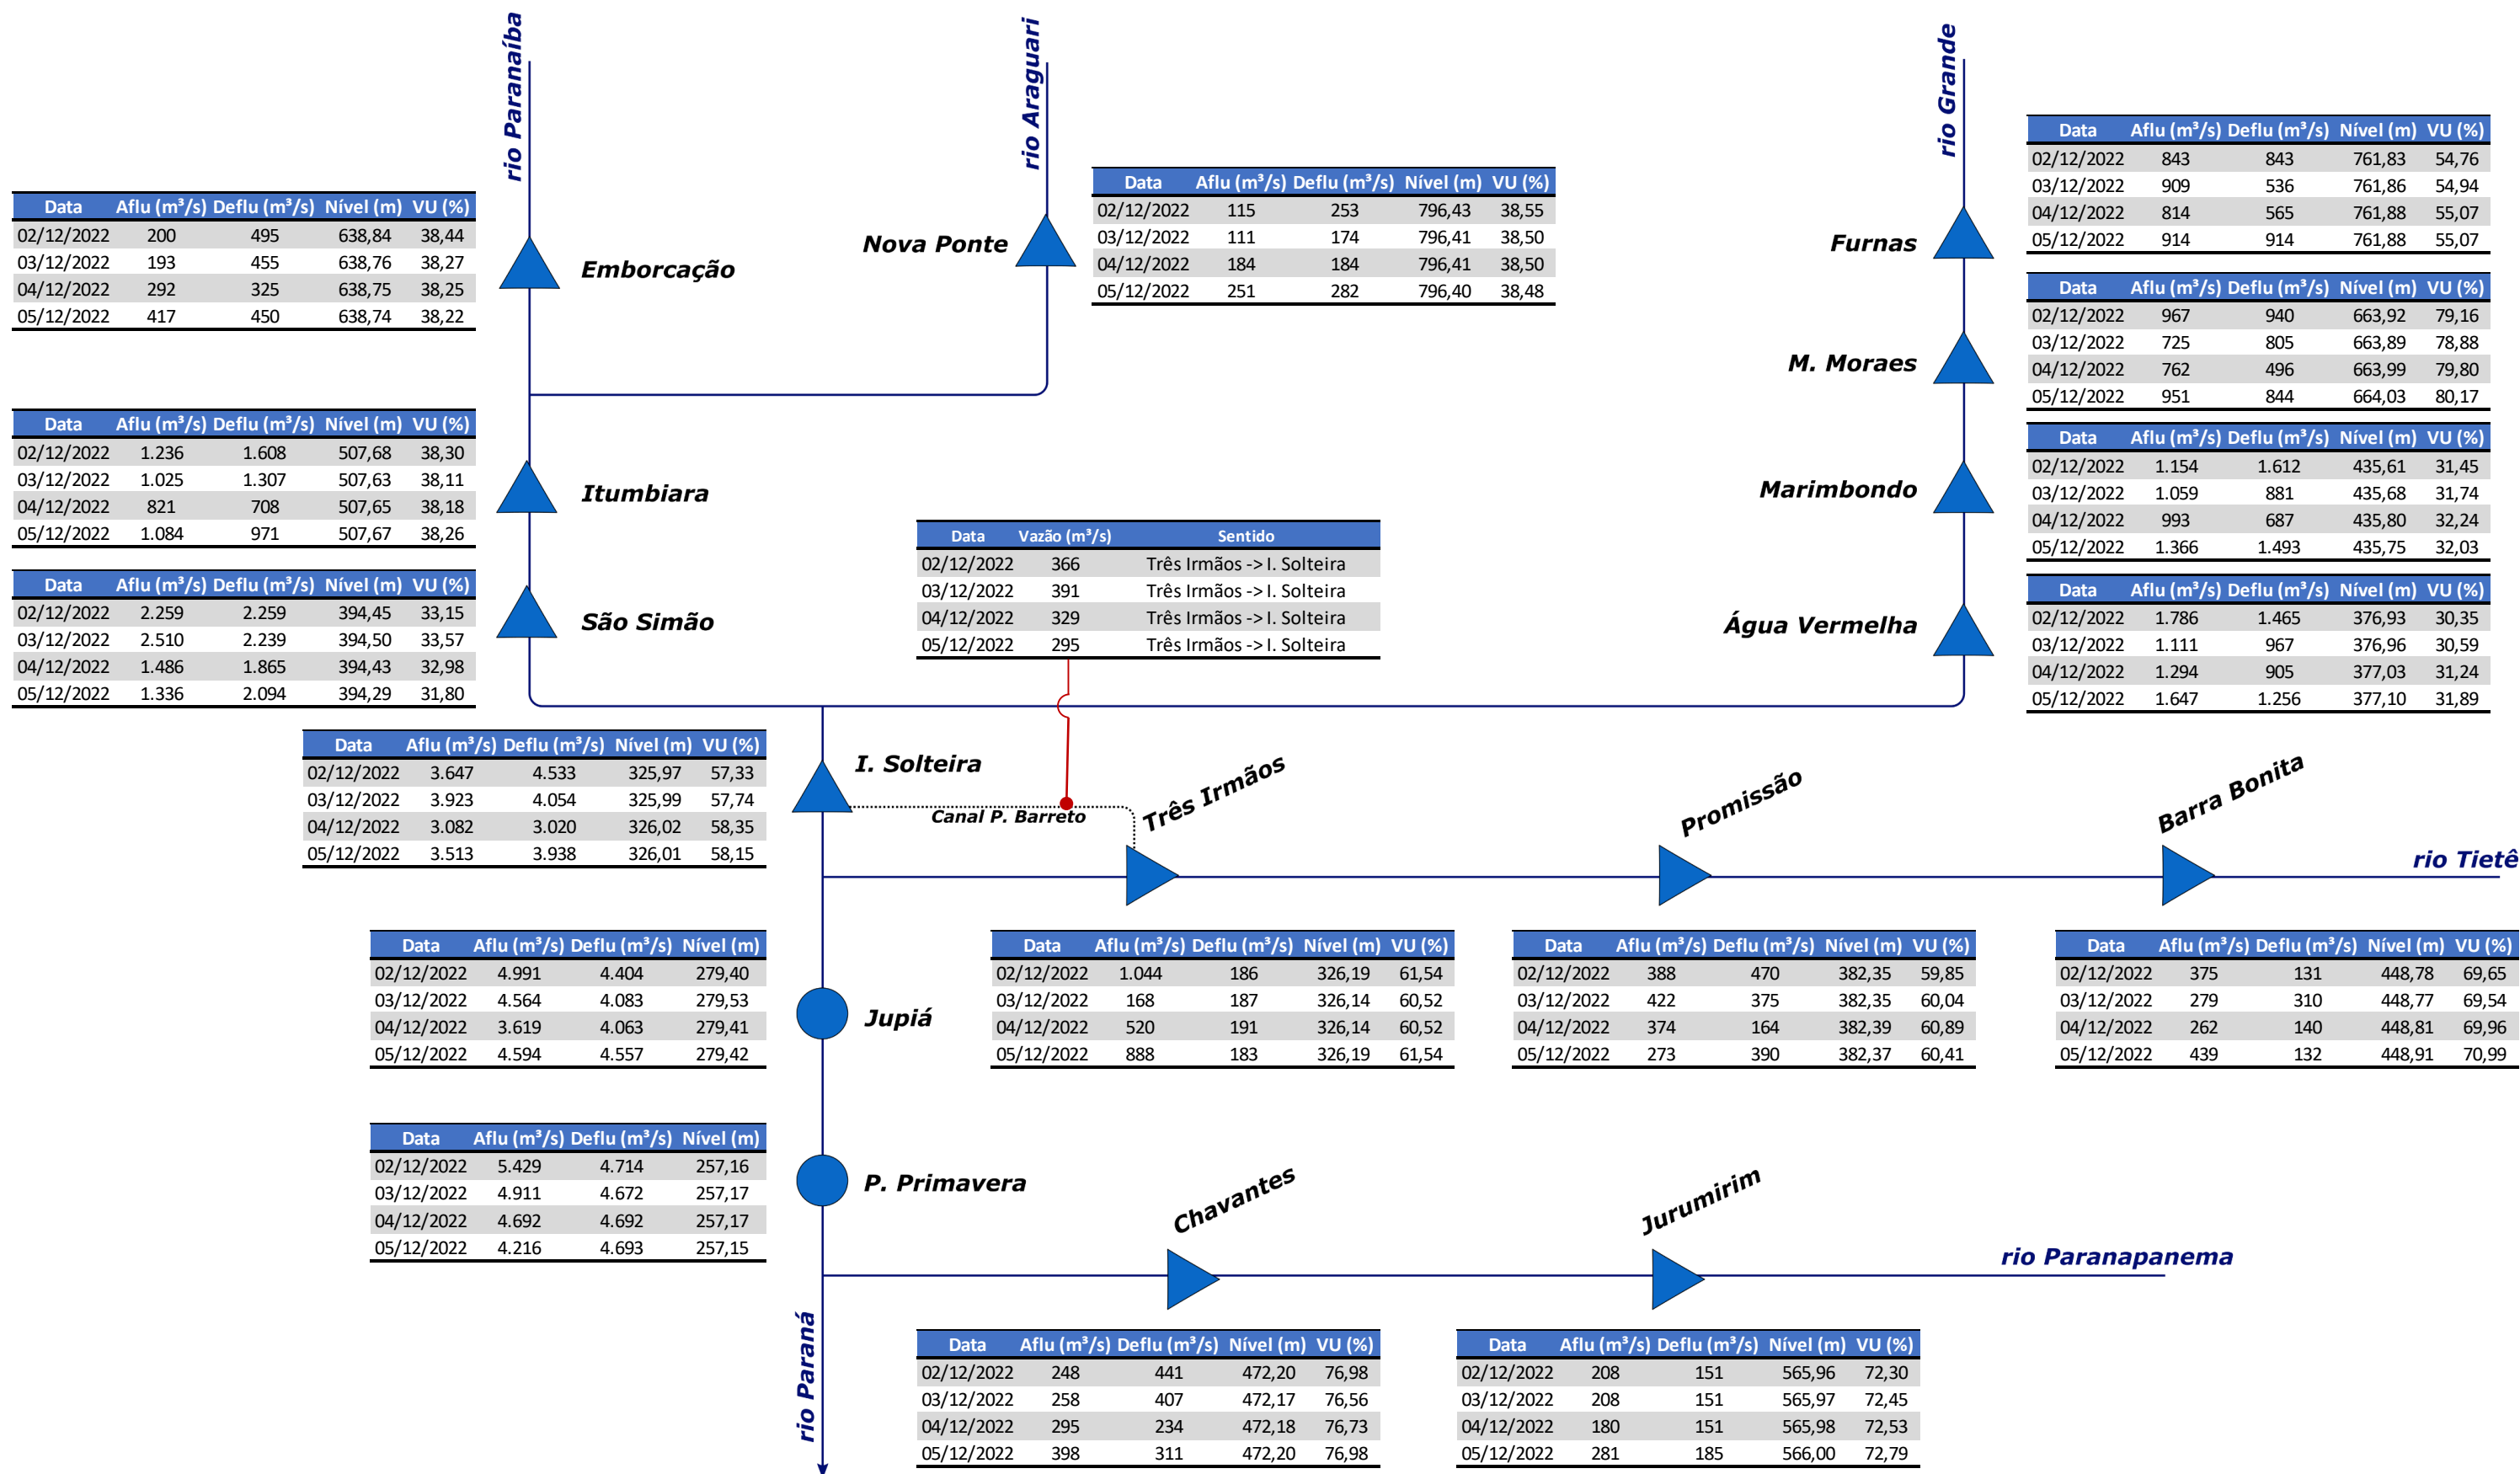 rio Paranaíba
rio Araguari
rio Grande
Data Aflu (m³/s) Deflu (m³/s) Nível (m) VU (%)
02/12/2022 843 843 761,83 54,76
03/12/2022 909 536 761,86 54,94
04/12/2022 814 565 761,88 55,07
05/12/2022 914 914 761,88 55,07
Furnas
Data Aflu (m³/s) Deflu (m³/s) Nível (m) VU (%)
02/12/2022 115 253 796,43 38,55
03/12/2022 111 174 796,41 38,50
04/12/2022 184 184 796,41 38,50
05/12/2022 251 282 796,40 38,48
Nova Ponte
Data Aflu (m³/s) Deflu (m³/s) Nível (m) VU (%)
02/12/2022 200 495 638,84 38,44
03/12/2022 193 455 638,76 38,27
04/12/2022 292 325 638,75 38,25
05/12/2022 417 450 638,74 38,22
Emborcação
Data Aflu (m³/s) Deflu (m³/s) Nível (m) VU (%)
02/12/2022 967 940 663,92 79,16
03/12/2022 725 805 663,89 78,88
04/12/2022 762 496 663,99 79,80
05/12/2022 951 844 664,03 80,17
M. Moraes
Data Aflu (m³/s) Deflu (m³/s) Nível (m) VU (%)
02/12/2022 1.236 1.608 507,68 38,30
03/12/2022 1.025 1.307 507,63 38,11
04/12/2022 821 708 507,65 38,18
05/12/2022 1.084 971 507,67 38,26
Itumbiara
Data Aflu (m³/s) Deflu (m³/s) Nível (m) VU (%)
02/12/2022 1.154 1.612 435,61 31,45
03/12/2022 1.059 881 435,68 31,74
04/12/2022 993 687 435,80 32,24
05/12/2022 1.366 1.493 435,75 32,03
Marimbondo
Data Vazão (m³/s) Sentido
02/12/2022 366 Três Irmãos -> I. Solteira
03/12/2022 391 Três Irmãos -> I. Solteira
04/12/2022 329 Três Irmãos -> I. Solteira
05/12/2022 295 Três Irmãos -> I. Solteira
Data Aflu (m³/s) Deflu (m³/s) Nível (m) VU (%)
02/12/2022 2.259 2.259 394,45 33,15
03/12/2022 2.510 2.239 394,50 33,57
04/12/2022 1.486 1.865 394,43 32,98
05/12/2022 1.336 2.094 394,29 31,80
São Simão
Data Aflu (m³/s) Deflu (m³/s) Nível (m) VU (%)
02/12/2022 1.786 1.465 376,93 30,35
03/12/2022 1.111 967 376,96 30,59
04/12/2022 1.294 905 377,03 31,24
05/12/2022 1.647 1.256 377,10 31,89
Água Vermelha
Data Aflu (m³/s) Deflu (m³/s) Nível (m) VU (%)
02/12/2022 3.647 4.533 325,97 57,33
03/12/2022 3.923 4.054 325,99 57,74
04/12/2022 3.082 3.020 326,02 58,35
05/12/2022 3.513 3.938 326,01 58,15
I. Solteira
Canal P. Barreto
Três Irmãos
Promissão
Barra Bonita
rio Tietê
Data Aflu (m³/s) Deflu (m³/s) Nível (m)
02/12/2022 4.991 4.404 279,40
03/12/2022 4.564 4.083 279,53
04/12/2022 3.619 4.063 279,41
05/12/2022 4.594 4.557 279,42
Jupiá
Data Aflu (m³/s) Deflu (m³/s) Nível (m) VU (%)
02/12/2022 1.044 186 326,19 61,54
03/12/2022 168 187 326,14 60,52
04/12/2022 520 191 326,14 60,52
05/12/2022 888 183 326,19 61,54
Data Aflu (m³/s) Deflu (m³/s) Nível (m) VU (%)
02/12/2022 388 470 382,35 59,85
03/12/2022 422 375 382,35 60,04
04/12/2022 374 164 382,39 60,89
05/12/2022 273 390 382,37 60,41
Data Aflu (m³/s) Deflu (m³/s) Nível (m) VU (%)
02/12/2022 375 131 448,78 69,65
03/12/2022 279 310 448,77 69,54
04/12/2022 262 140 448,81 69,96
05/12/2022 439 132 448,91 70,99
Data Aflu (m³/s) Deflu (m³/s) Nível (m)
02/12/2022 5.429 4.714 257,16
03/12/2022 4.911 4.672 257,17
04/12/2022 4.692 4.692 257,17
05/12/2022 4.216 4.693 257,15
P. Primavera
Chavantes
Jurumirim
rio Paranapanema
rio Paraná
Data Aflu (m³/s) Deflu (m³/s) Nível (m) VU (%)
02/12/2022 248 441 472,20 76,98
03/12/2022 258 407 472,17 76,56
04/12/2022 295 234 472,18 76,73
05/12/2022 398 311 472,20 76,98
Data Aflu (m³/s) Deflu (m³/s) Nível (m) VU (%)
02/12/2022 208 151 565,96 72,30
03/12/2022 208 151 565,97 72,45
04/12/2022 180 151 565,98 72,53
05/12/2022 281 185 566,00 72,79